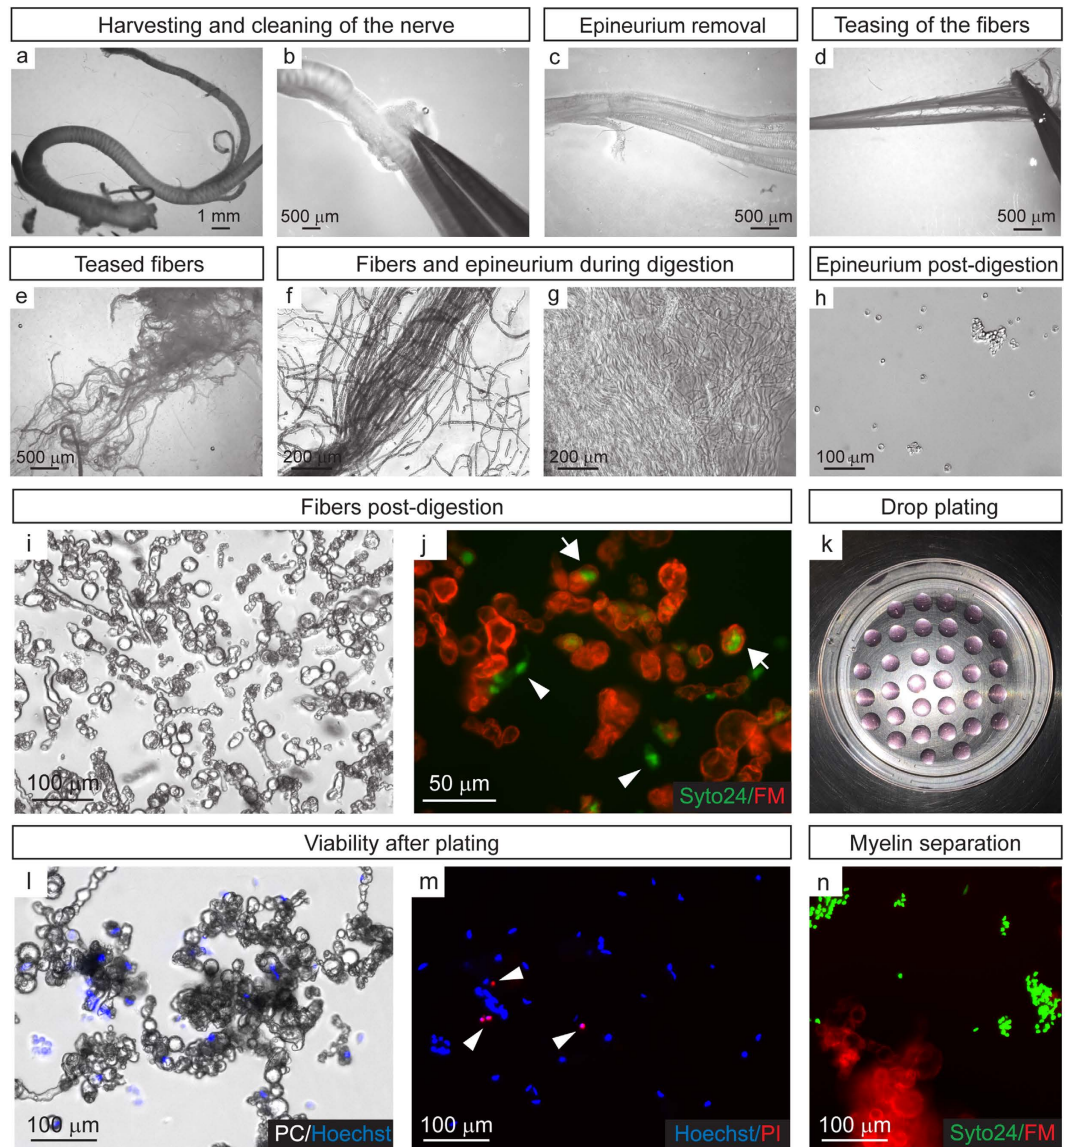 Harvesting and cleaning of the nerve
Epineurium removal
Teasing of the fibers
a
1 mm
b
500 μm
c
500 μm
d
500 μm
Teased fibers
Fibers and epineurium during digestion
Epineurium post-digestion
e
500 μm
f
200 μm
g
200 μm
h
100 μm
Fibers post-digestion
Drop plating
i
100 μm
j
50 μm
Syto24/FM
k
Viability after plating
Myelin separation
l
100 μm
PC/Hoechst
m
100 μm
Hoechst/PI
n
100 μm
Syto24/FM